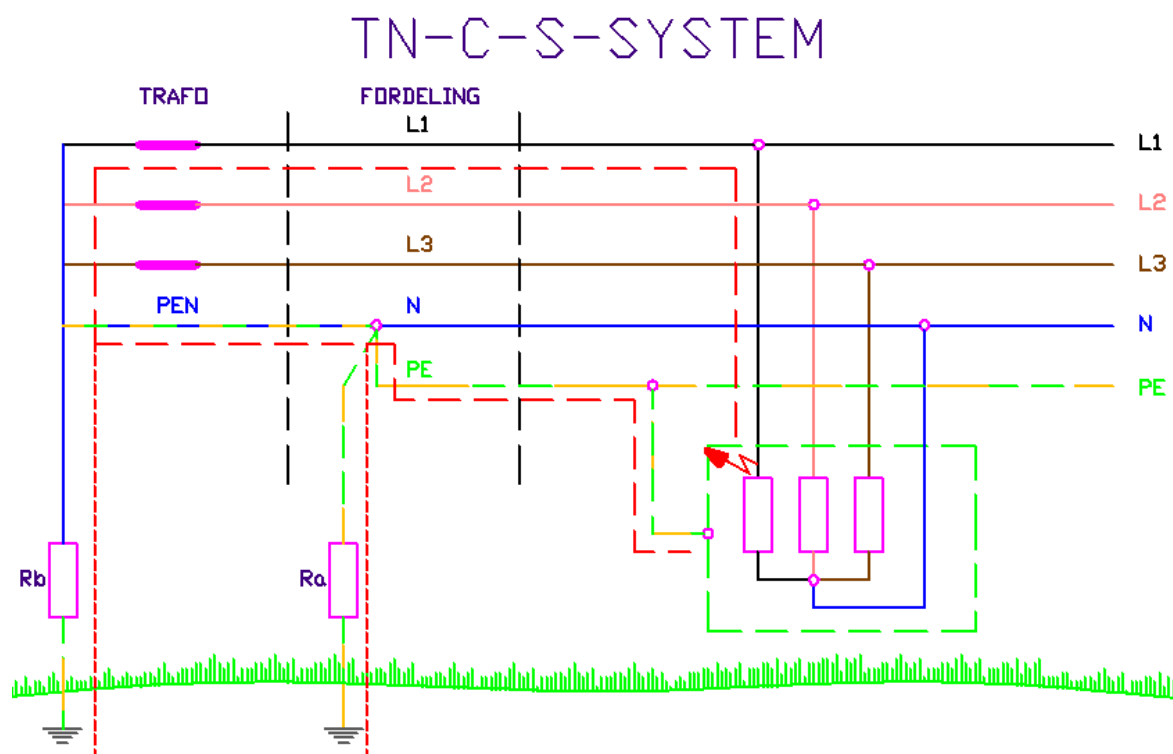 TN-C-S-SYSTEM
TRAFO FORDELING
L1
L1
L2
L2
L3
L3
PEN N
N
PE
PE
Rb
Ra